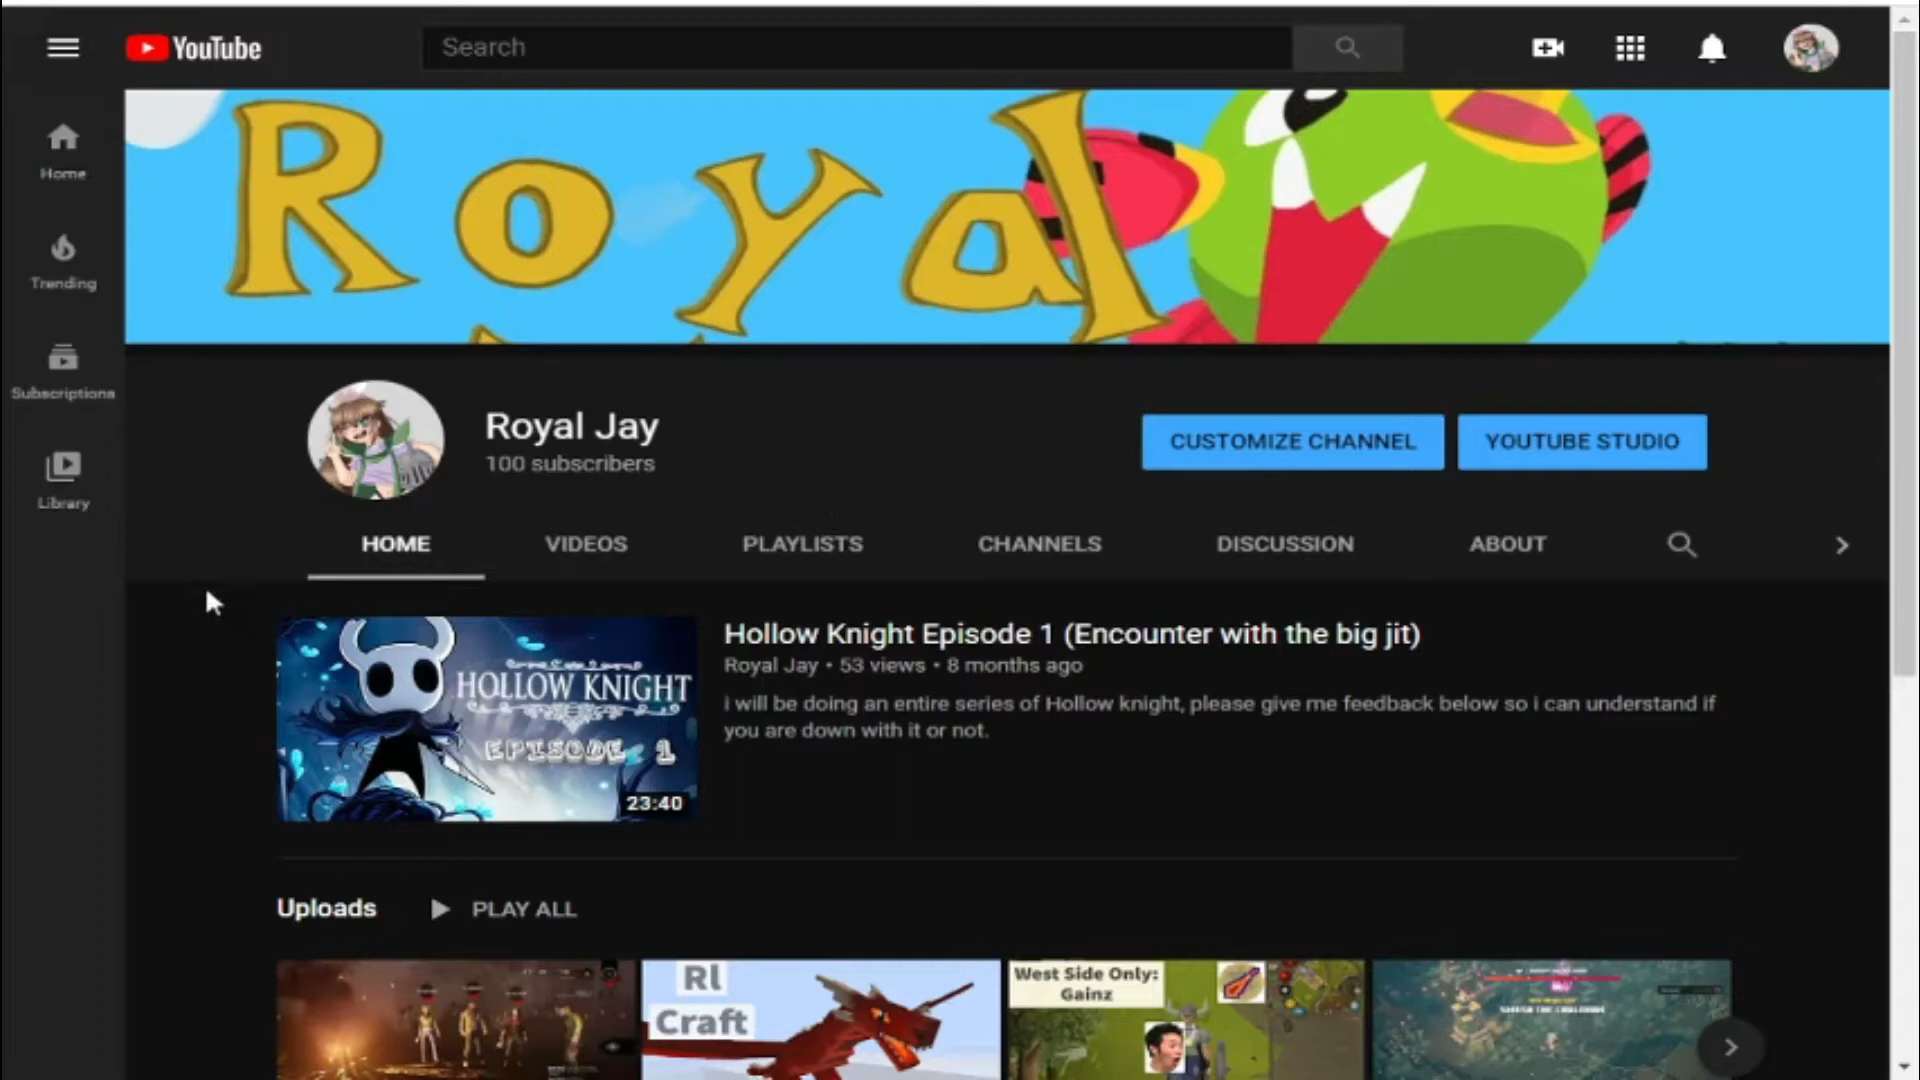 YouTube
Search
Home
Trending
Subscriptions
Library
Royal
Royal Jay
100 subscribers
CUSTOMIZE CHANNEL
YOUTUBE STUDIO
HOME
VIDEOS
PLAYLISTS
CHANNELS
DISCUSSION
ABOUT
HOLLOW KNIGHT
EPISODE 1
23:40
Hollow Knight Episode 1 (Encounter with the big jit)
Royal Jay • 53 views • 8 months ago
i will be doing an entire series of Hollow knight, please give me feedback below so i can understand if
you are down with it or not.
Uploads
PLAY ALL
Rl
Craft
West Side Only:
Gainz